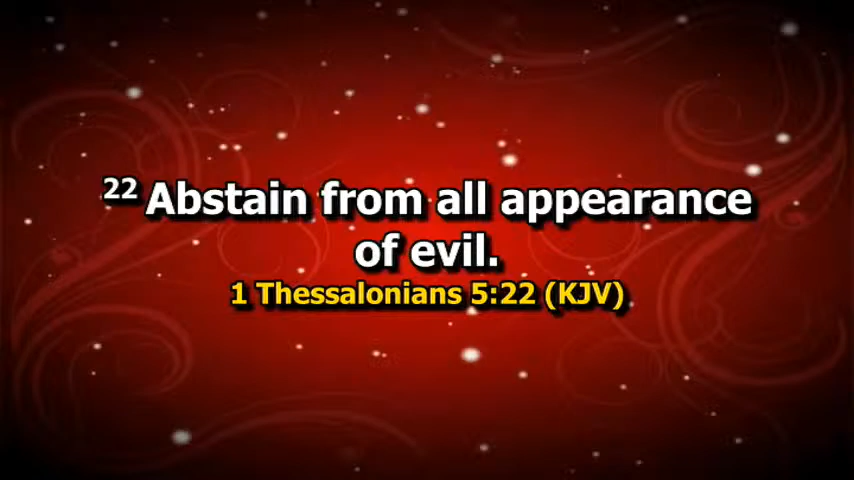 22 Abstain from all appearance
of evil.
1 Thessalonians 5:22 (KJV)